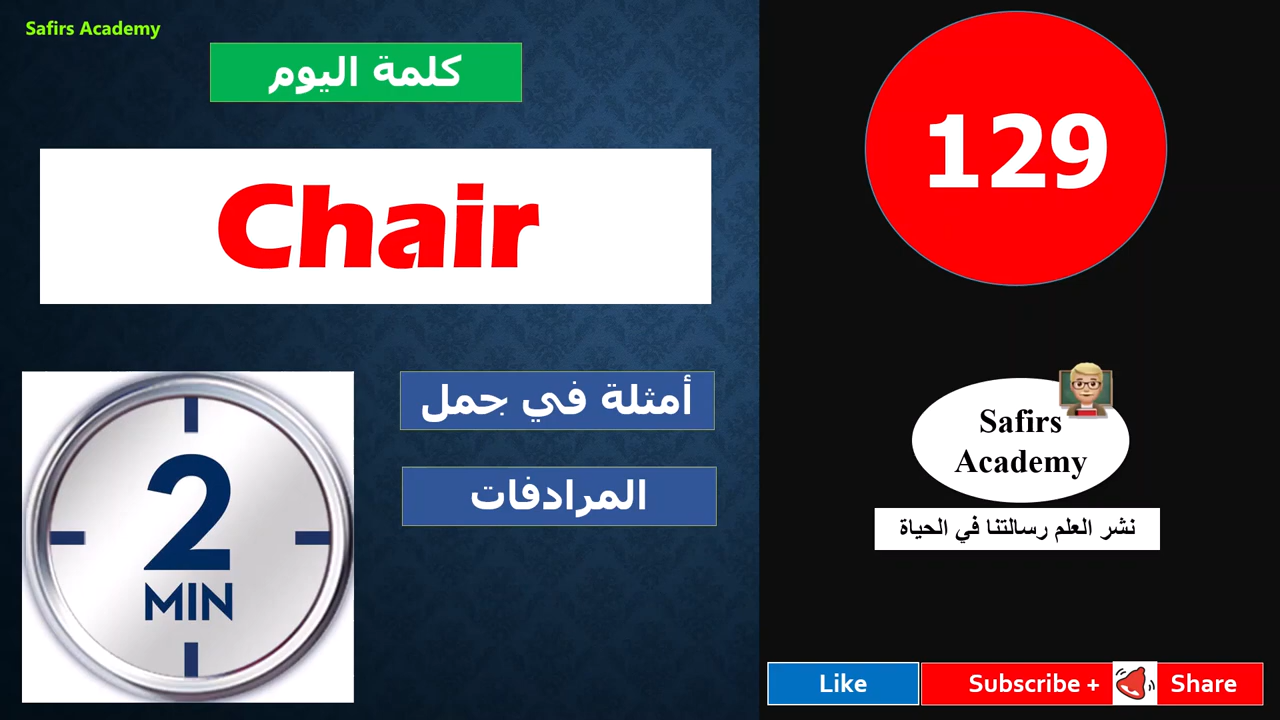 Safirs Academy
كلمة اليوم
Chair
أمثلة في جمل
المرادفات
2
MIN
129
Safirs
Academy
نشر العلم رسالتنا في الحياة
Like
Subscribe +
Share